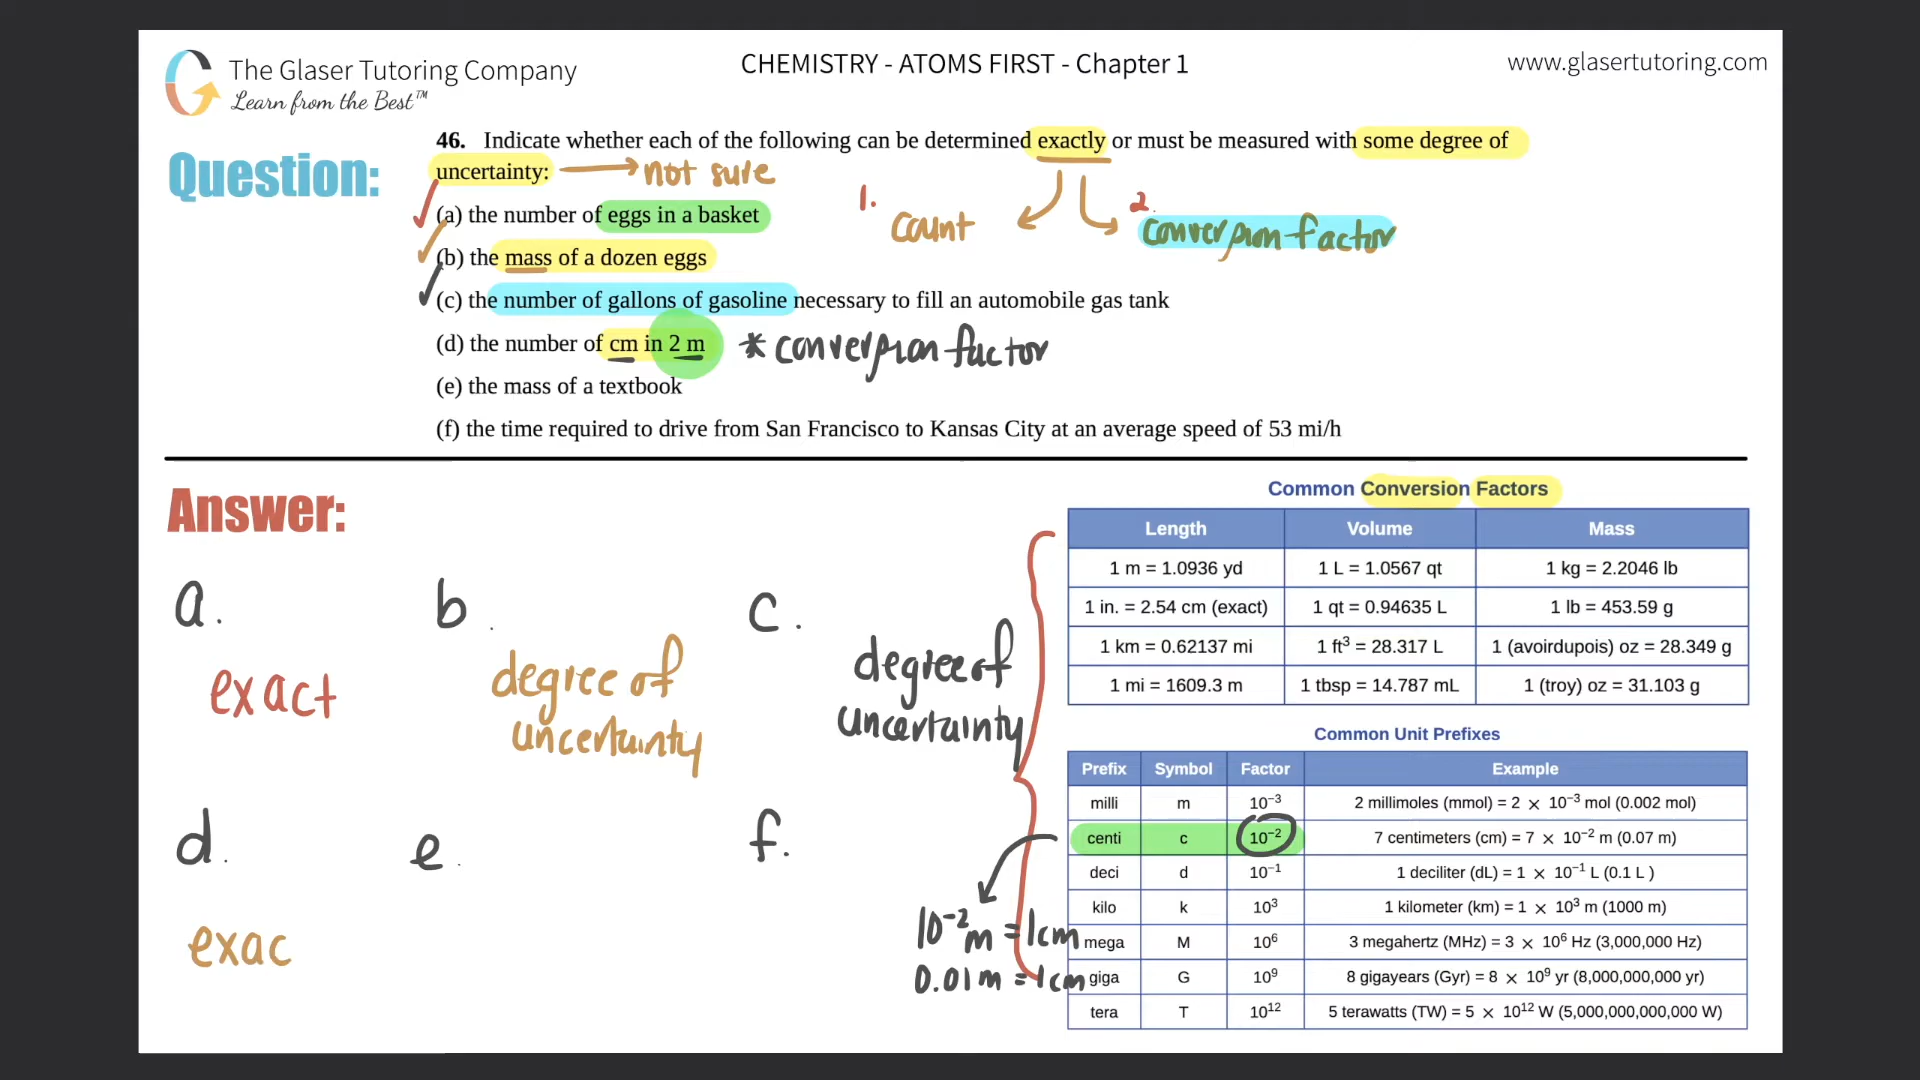 The Glaser Tutoring Company
Learn from the Best™
CHEMISTRY - ATOMS FIRST - Chapter 1
www.glasertutoring.com
Question:
46. Indicate whether each of the following can be determined exactly or must be measured with some degree of
uncertainty:
not sure
(a) the number of eggs in a basket
1. count
2. conversion factor
(b) the mass of a dozen eggs
(c) the number of gallons of gasoline necessary to fill an automobile gas tank
(d) the number of cm in 2 m
* conversion factor
(e) the mass of a textbook
(f) the time required to drive from San Francisco to Kansas City at an average speed of 53 mi/h
Answer:
a.
exact
b.
degree of
uncertainty
c.
degree of
uncertainty
d.
exac
e.
f.
10⁻² m = 1cm
0.01m = 1cm
Common Conversion Factors
Length Volume Mass
1 m = 1.0936 yd 1 L = 1.0567 qt 1 kg = 2.2046 lb
1 in. = 2.54 cm (exact) 1 qt = 0.94635 L 1 lb = 453.59 g
1 km = 0.62137 mi 1 ft³ = 28.317 L 1 (avoirdupois) oz = 28.349 g
1 mi = 1609.3 m 1 tbsp = 14.787 mL 1 (troy) oz = 31.103 g
Common Unit Prefixes
Prefix Symbol Factor Example
milli m 10⁻³ 2 millimoles (mmol) = 2 × 10⁻³ mol (0.002 mol)
centi c 10⁻² 7 centimeters (cm) = 7 × 10⁻² m (0.07 m)
deci d 10⁻¹ 1 deciliter (dL) = 1 × 10⁻¹ L (0.1 L )
kilo k 10³ 1 kilometer (km) = 1 × 10³ m (1000 m)
mega M 10⁶ 3 megahertz (MHz) = 3 × 10⁶ Hz (3,000,000 Hz)
giga G 10⁹ 8 gigayears (Gyr) = 8 × 10⁹ yr (8,000,000,000 yr)
tera T 10¹² 5 terawatts (TW) = 5 × 10¹² W (5,000,000,000,000 W)